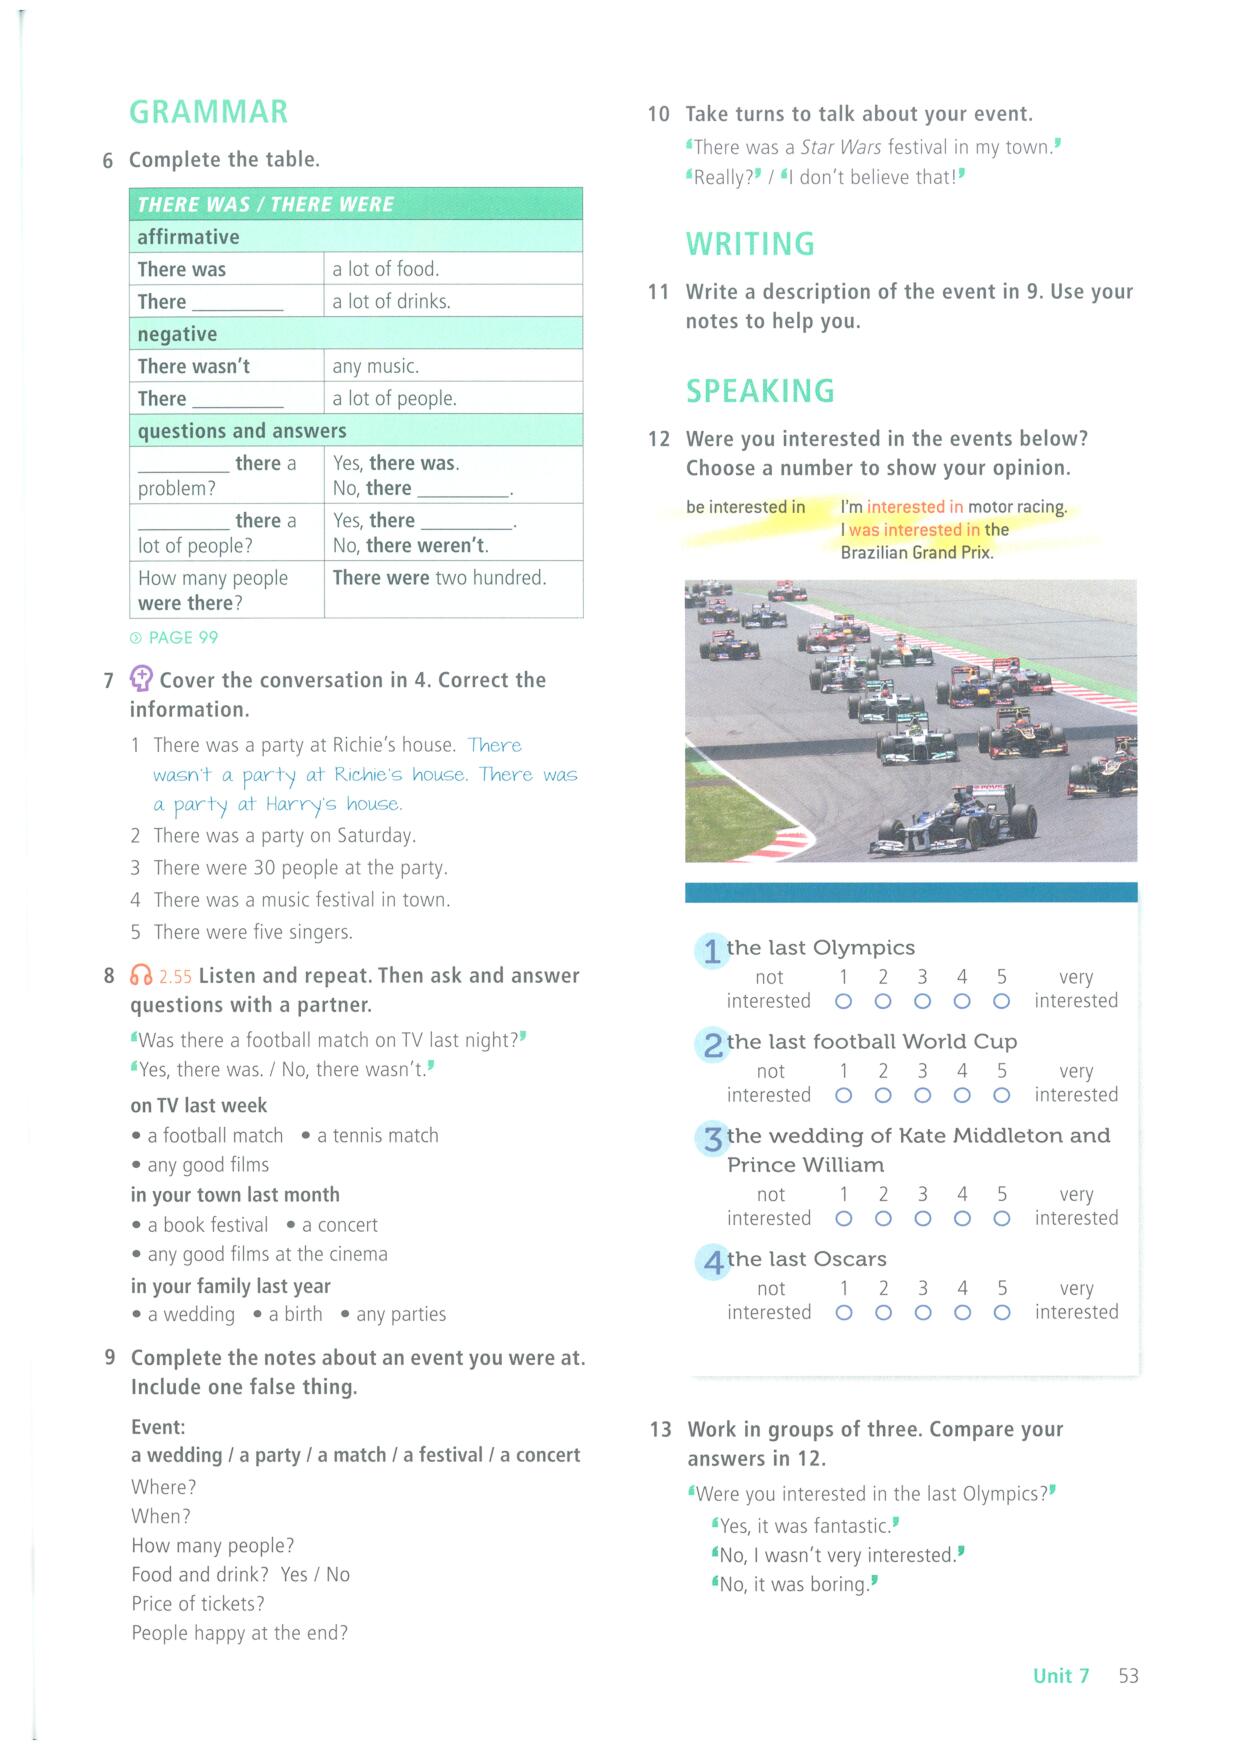 GRAMMAR
6 Complete the table.
THERE WAS / THERE WERE
affirmative
There was a lot of food.
There __________ a lot of drinks.
negative
There wasn't any music.
There __________ a lot of people.
questions and answers
__________ there a Yes, there was.
problem? No, there __________.
__________ there a Yes, there __________.
lot of people? No, there weren't.
How many people There were two hundred.
were there?
PAGE 99
7 Cover the conversation in 4. Correct the
information.
1 There was a party at Richie's house. There
wasn't a party at Richie's house. There was
a party at Harry's house.
2 There was a party on Saturday.
3 There were 30 people at the party.
4 There was a music festival in town.
5 There were five singers.
8 2.55 Listen and repeat. Then ask and answer
questions with a partner.
‘Was there a football match on TV last night?’
‘Yes, there was. / No, there wasn't.’
on TV last week
• a football match • a tennis match
• any good films
in your town last month
• a book festival • a concert
• any good films at the cinema
in your family last year
• a wedding • a birth • any parties
9 Complete the notes about an event you were at.
Include one false thing.
Event:
a wedding / a party / a match / a festival / a concert
Where?
When?
How many people?
Food and drink? Yes / No
Price of tickets?
People happy at the end?
10 Take turns to talk about your event.
‘There was a Star Wars festival in my town.’
‘Really?’ / ‘I don't believe that!’
WRITING
11 Write a description of the event in 9. Use your
notes to help you.
SPEAKING
12 Were you interested in the events below?
Choose a number to show your opinion.
be interested in I'm interested in motor racing.
I was interested in the
Brazilian Grand Prix.
1 the last Olympics
not 1 2 3 4 5 very
interested interested
2 the last football World Cup
not 1 2 3 4 5 very
interested interested
3 the wedding of Kate Middleton and
Prince William
not 1 2 3 4 5 very
interested interested
4 the last Oscars
not 1 2 3 4 5 very
interested interested
13 Work in groups of three. Compare your
answers in 12.
‘Were you interested in the last Olympics?’
‘Yes, it was fantastic.’
‘No, I wasn't very interested.’
‘No, it was boring.’
Unit 7 53